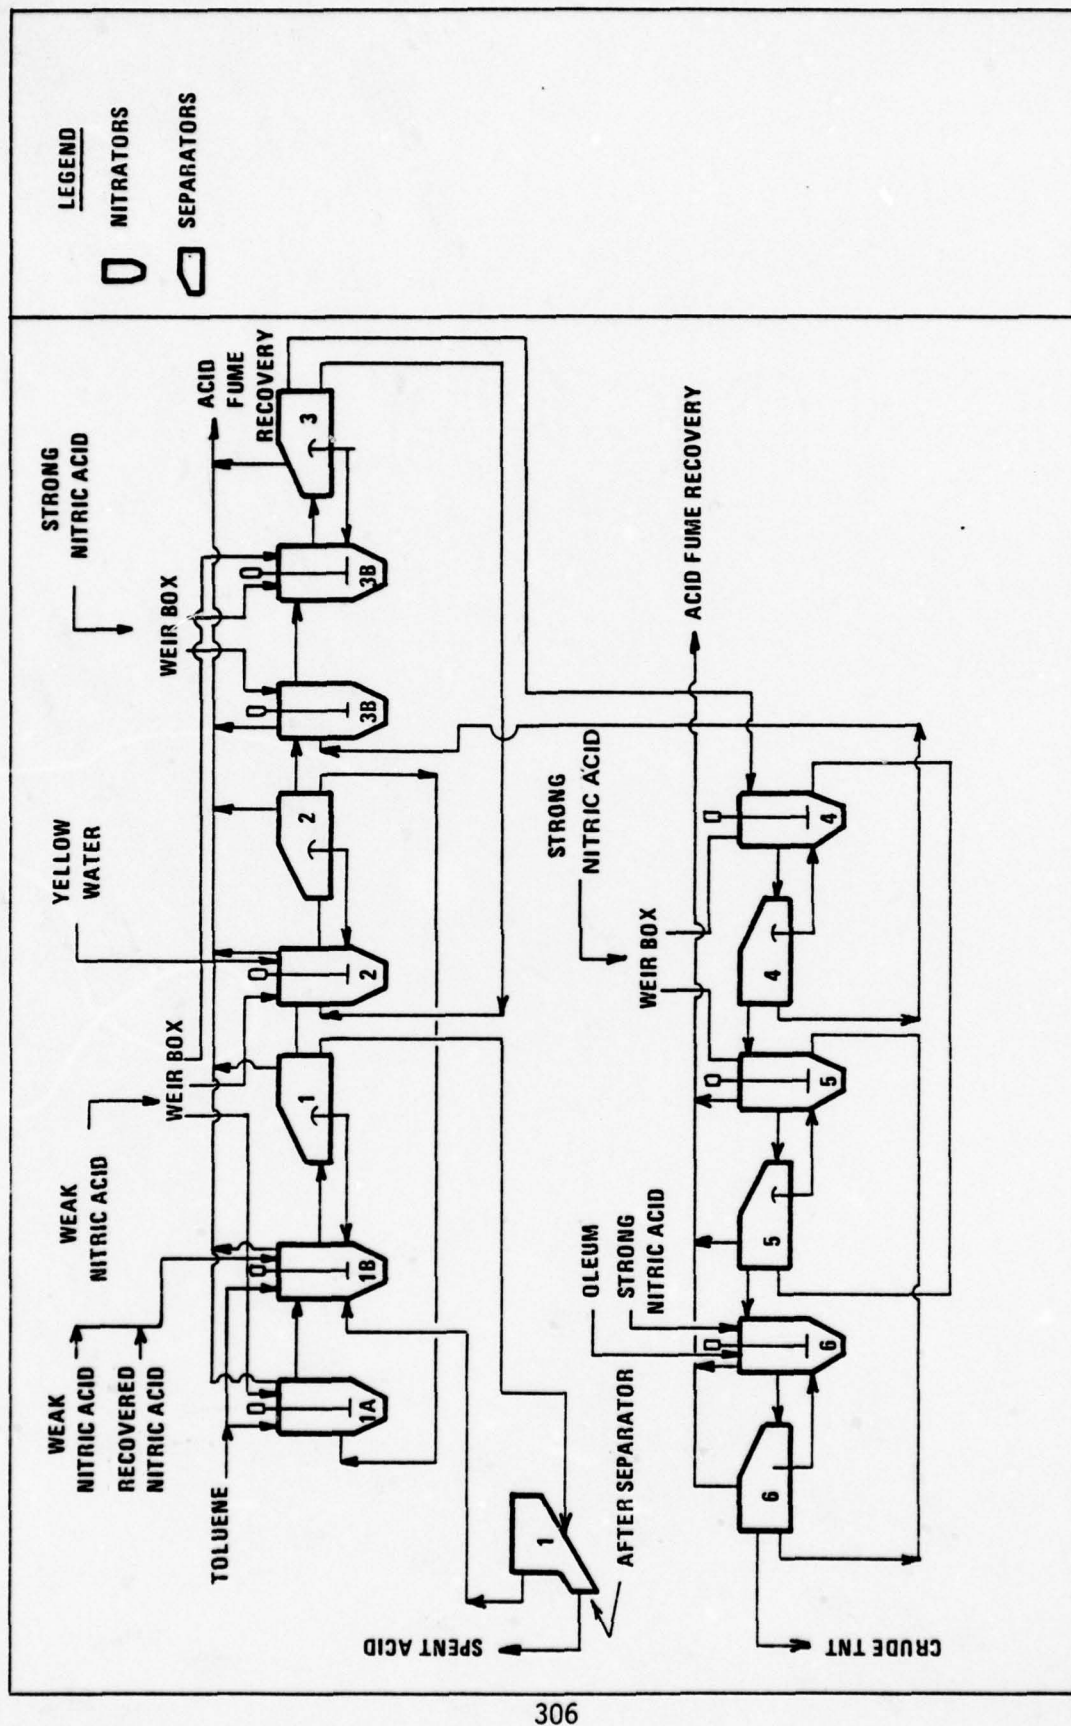 LEGEND
NITRATORS
SEPARATORS
WEAK
NITRIC ACID
RECOVERED
NITRIC ACID
TOLUENE
WEAK
NITRIC ACID
WEIR BOX
YELLOW
WATER
STRONG
NITRIC ACID
WEIR BOX
ACID
FUME
RECOVERY
1A
1B
1
2
2
3B
3B
3
1
AFTER SEPARATOR
SPENT ACID
OLEUM
STRONG
NITRIC ACID
STRONG
NITRIC ACID
WEIR BOX
ACID FUME RECOVERY
6
6
5
5
4
4
CRUDE TNT
306